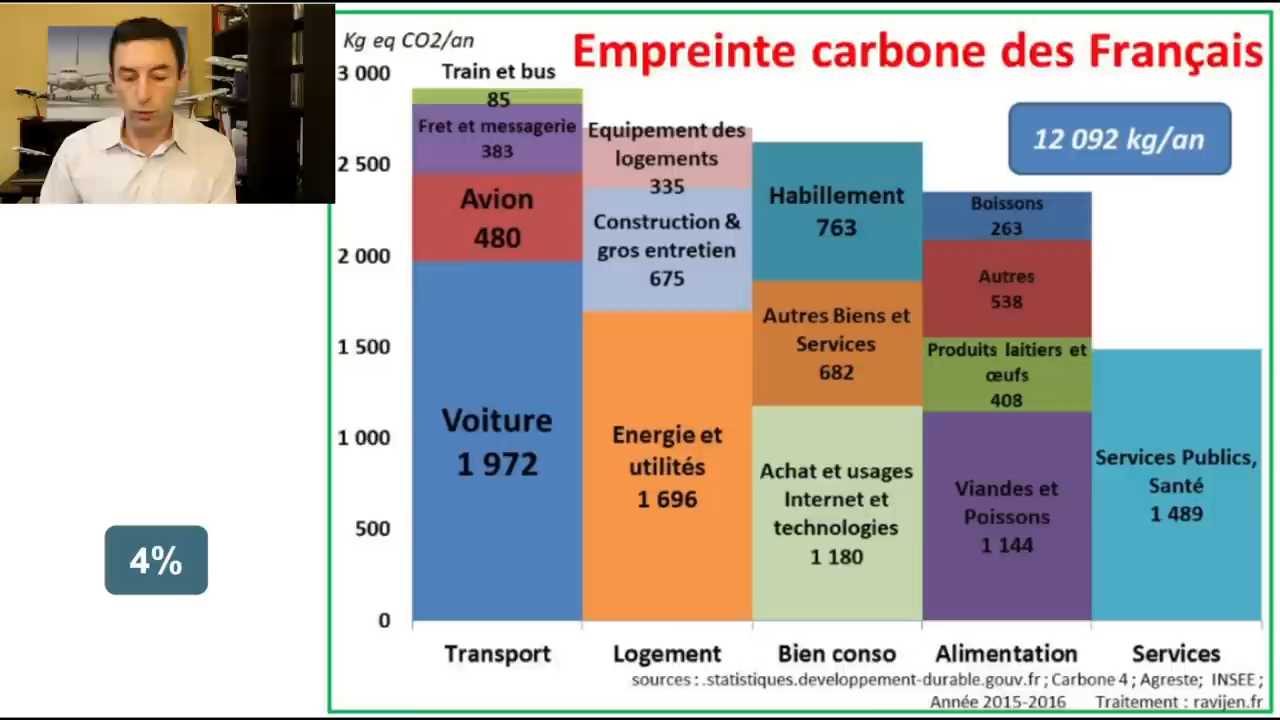 Kg eq CO2/an
Empreinte carbone des Français
12 092 kg/an
3 000
2 500
2 000
1 500
1 000
500
0
Train et bus
85
Fret et messagerie
383
Avion
480
Voiture
1 972
Equipement des
logements
335
Construction &
gros entretien
675
Energie et
utilités
1 696
Habillement
763
Autres Biens et
Services
682
Achat et usages
Internet et
technologies
1 180
Boissons
263
Autres
538
Produits laitiers et
œufs
408
Viandes et
Poissons
1 144
Services Publics,
Santé
1 489
4%
Transport
Logement
Bien conso
Alimentation
Services
sources : .statistiques.developpement-durable.gouv.fr ; Carbone 4 ; Agreste; INSEE ;
Année 2015-2016 Traitement : ravijen.fr